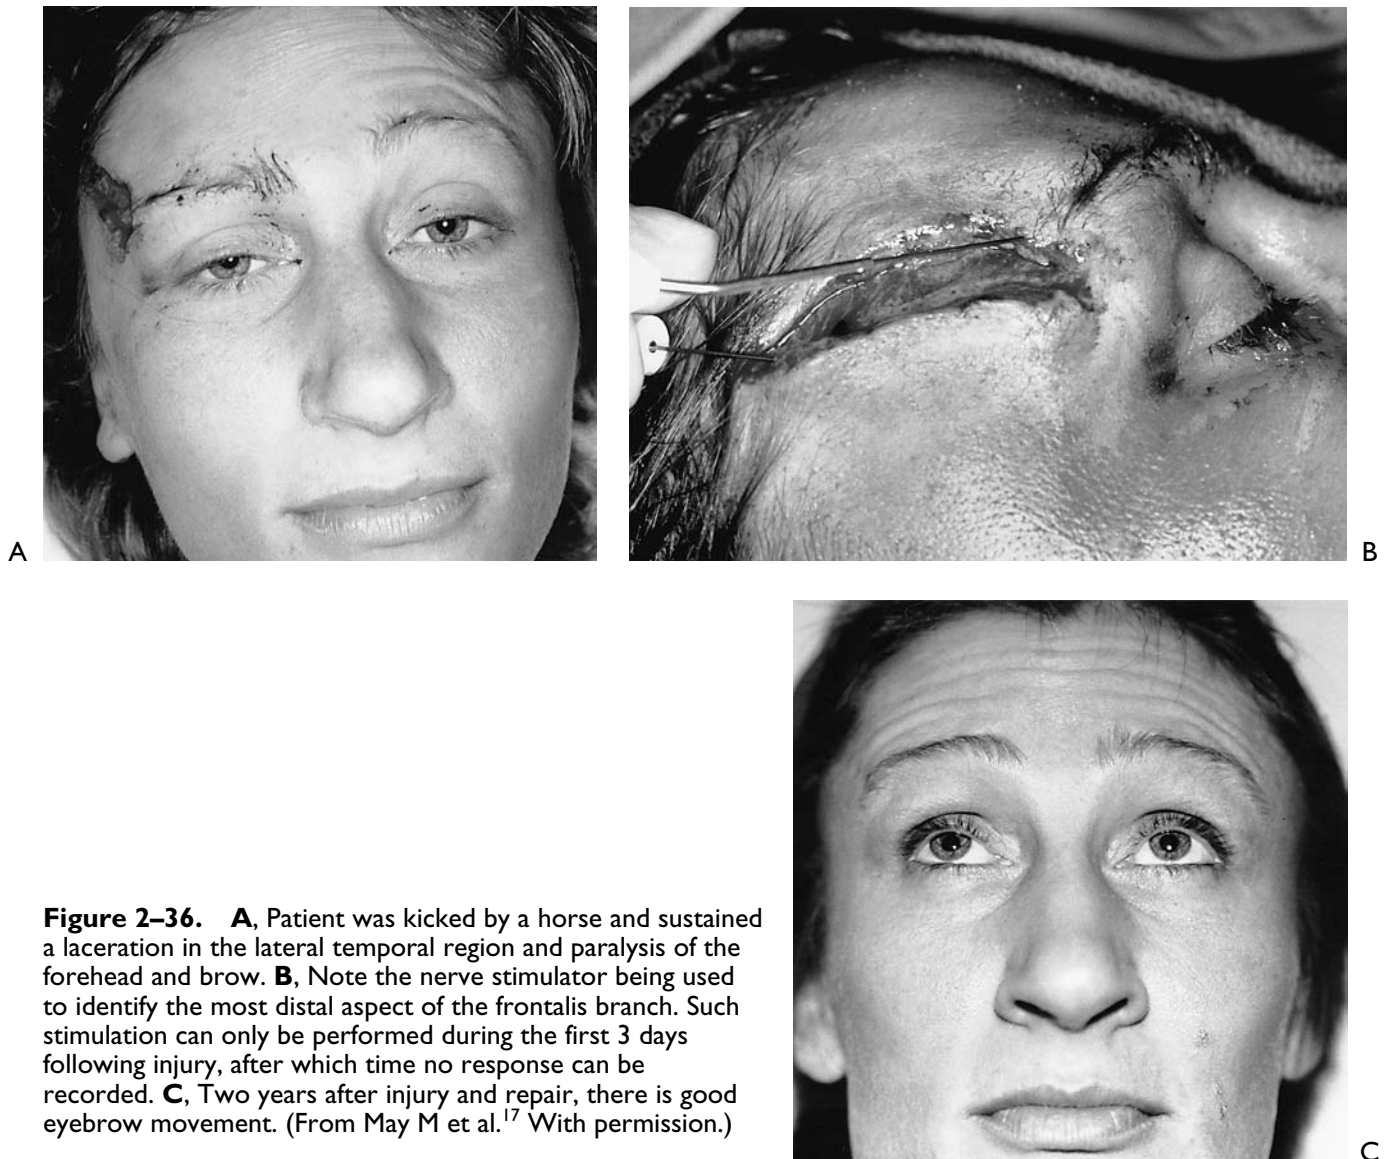 A
B
Figure 2–36. A, Patient was kicked by a horse and sustained
a laceration in the lateral temporal region and paralysis of the
forehead and brow. B, Note the nerve stimulator being used
to identify the most distal aspect of the frontalis branch. Such
stimulation can only be performed during the first 3 days
following injury, after which time no response can be
recorded. C, Two years after injury and repair, there is good
eyebrow movement. (From May M et al.17 With permission.)
C